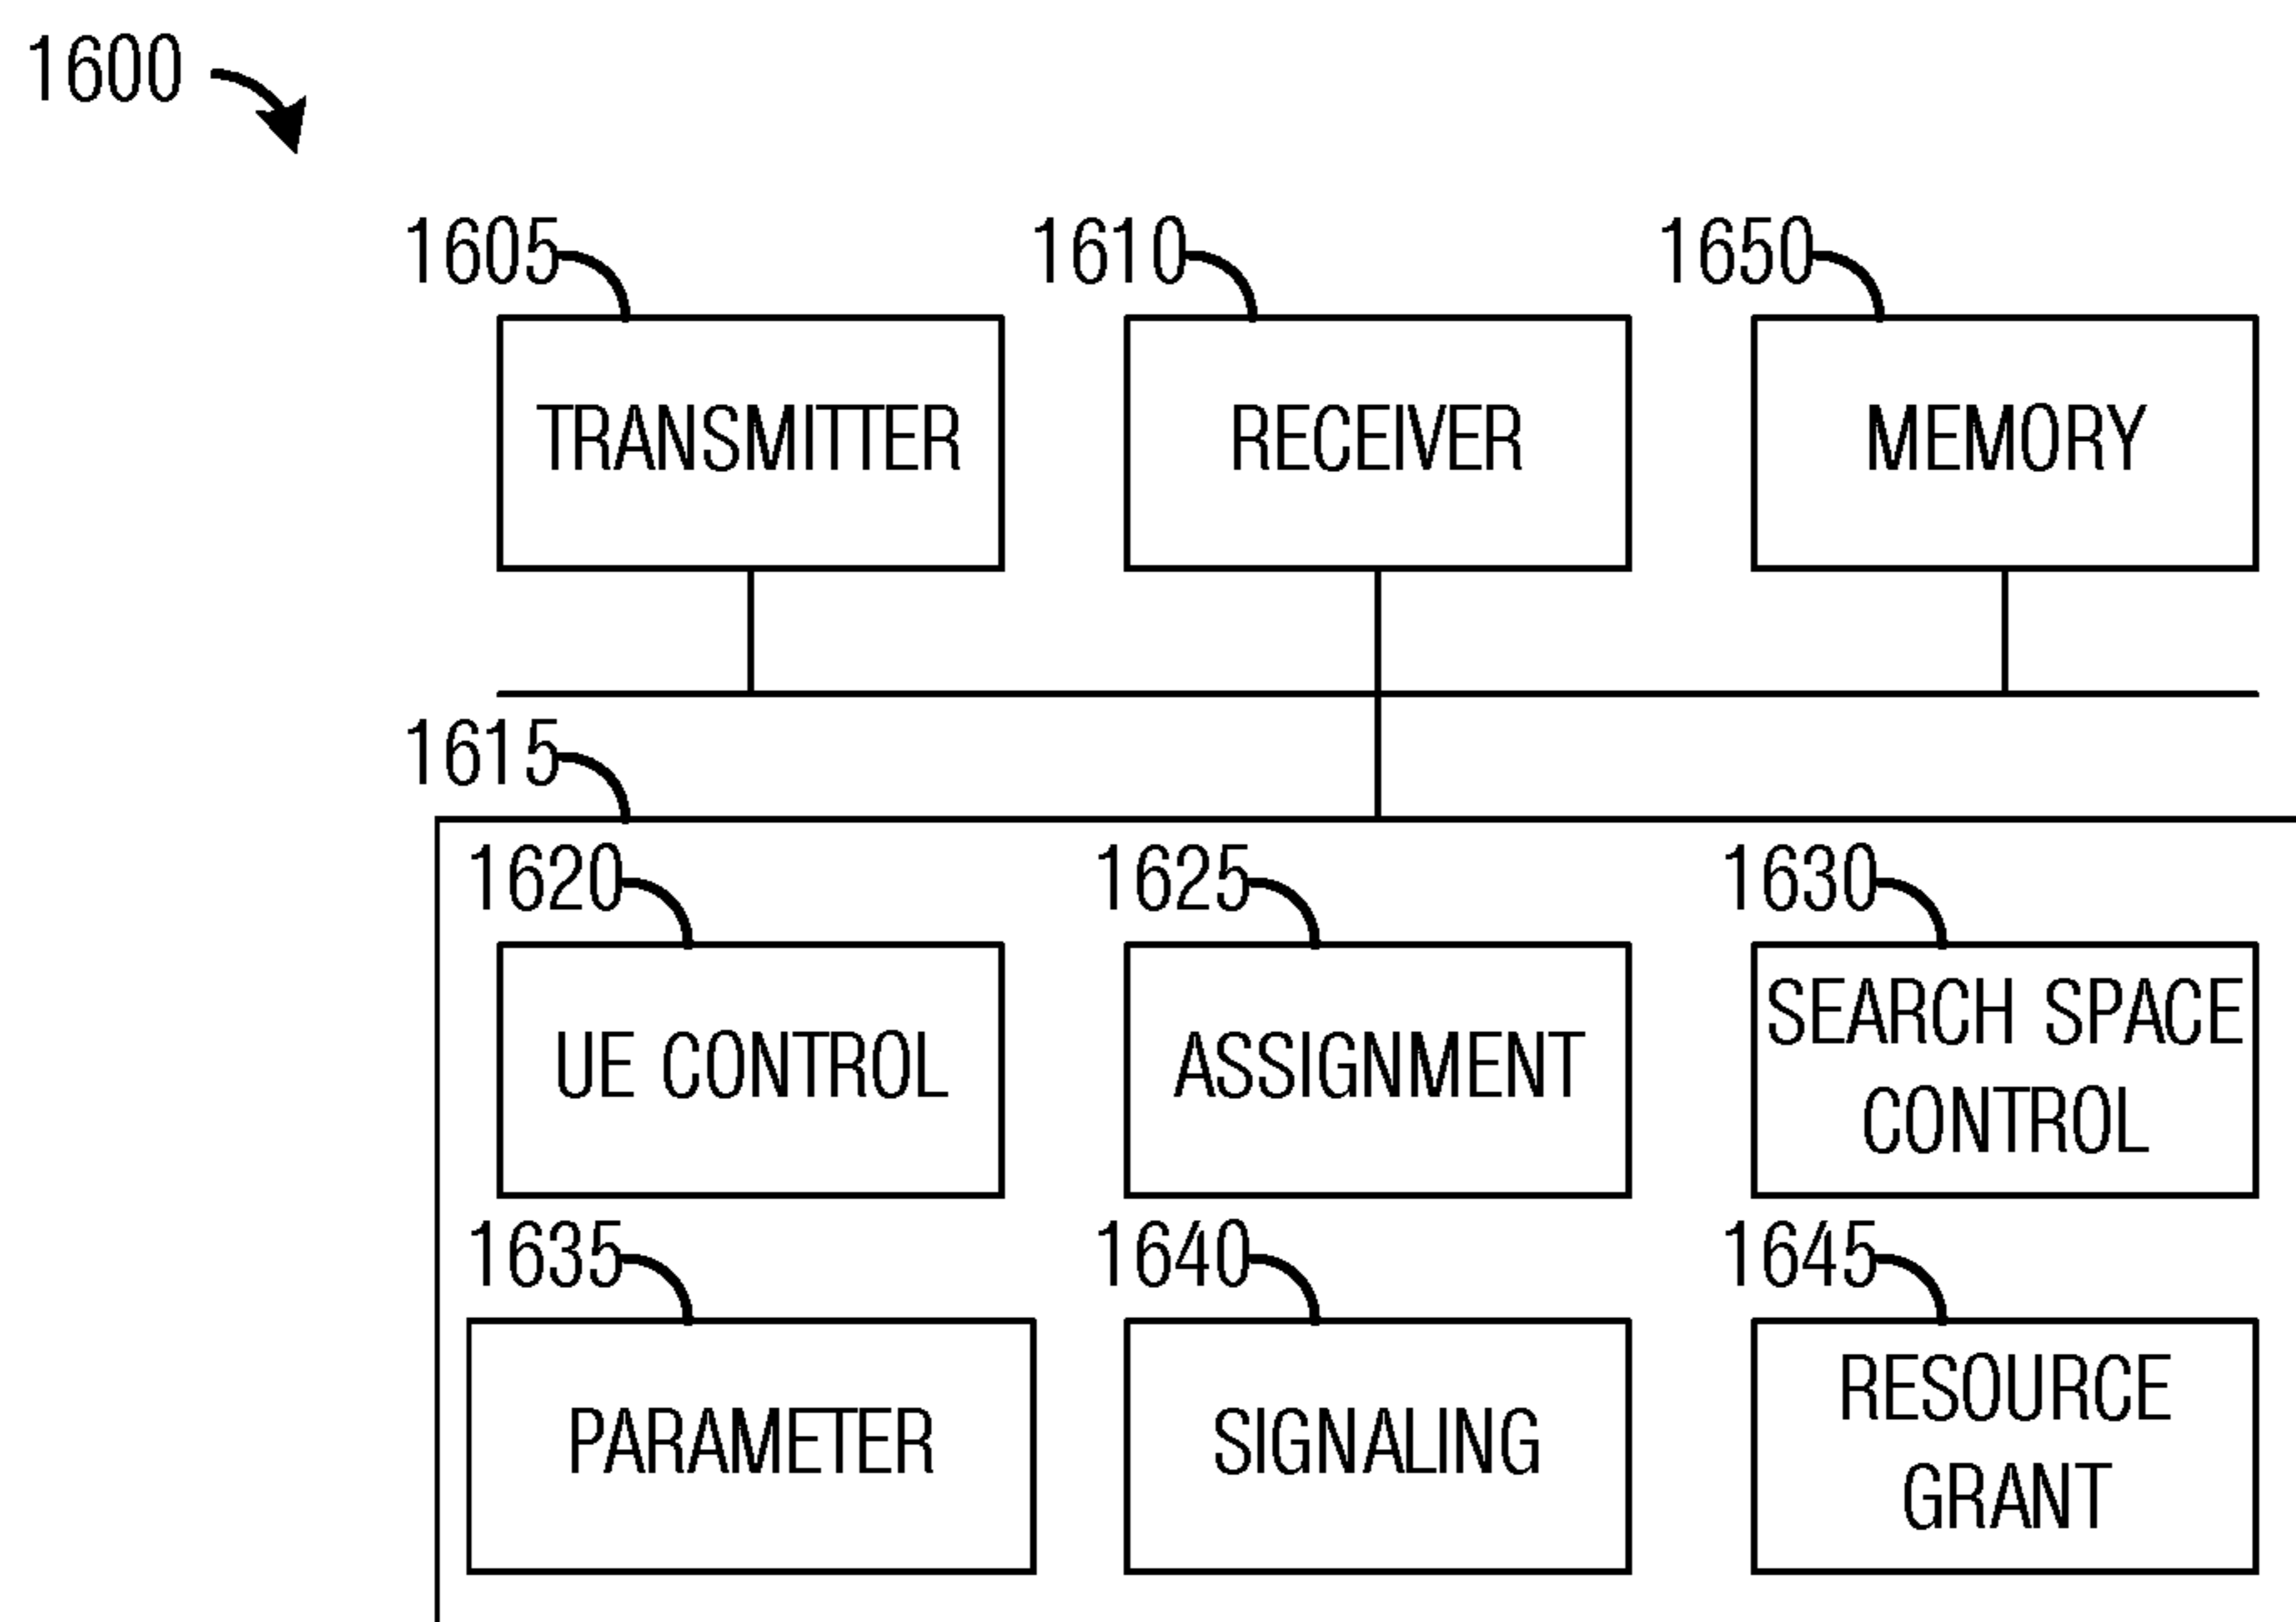 1600
1605
1610
1650
TRANSMITTER
RECEIVER
MEMORY
1615
1620
1625
1630
UE CONTROL
ASSIGNMENT
SEARCH SPACE
CONTROL
1635
1640
1645
PARAMETER
SIGNALING
RESOURCE
GRANT